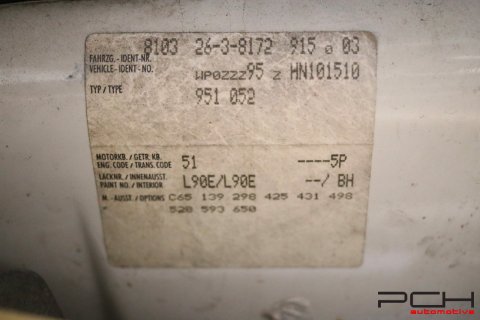 8103 26-3-8172 915 0 03
FAHRZG.-IDENT-NR.
VEHICLE-IDENT-NO. WP0ZZZ95 Z HN101510
TYP/TYPE 951 052
MOTORKB./GETR. KB.
ENG. CODE/TRANS. CODE 51 ----5P
LACKNR./INNENAUSST.
PAINT NO./INTERIOR L90E/L90E --/ BH
M.-AUSST./OPTIONS C65 139 298 425 431 498
520 593 650
PCH
automotive